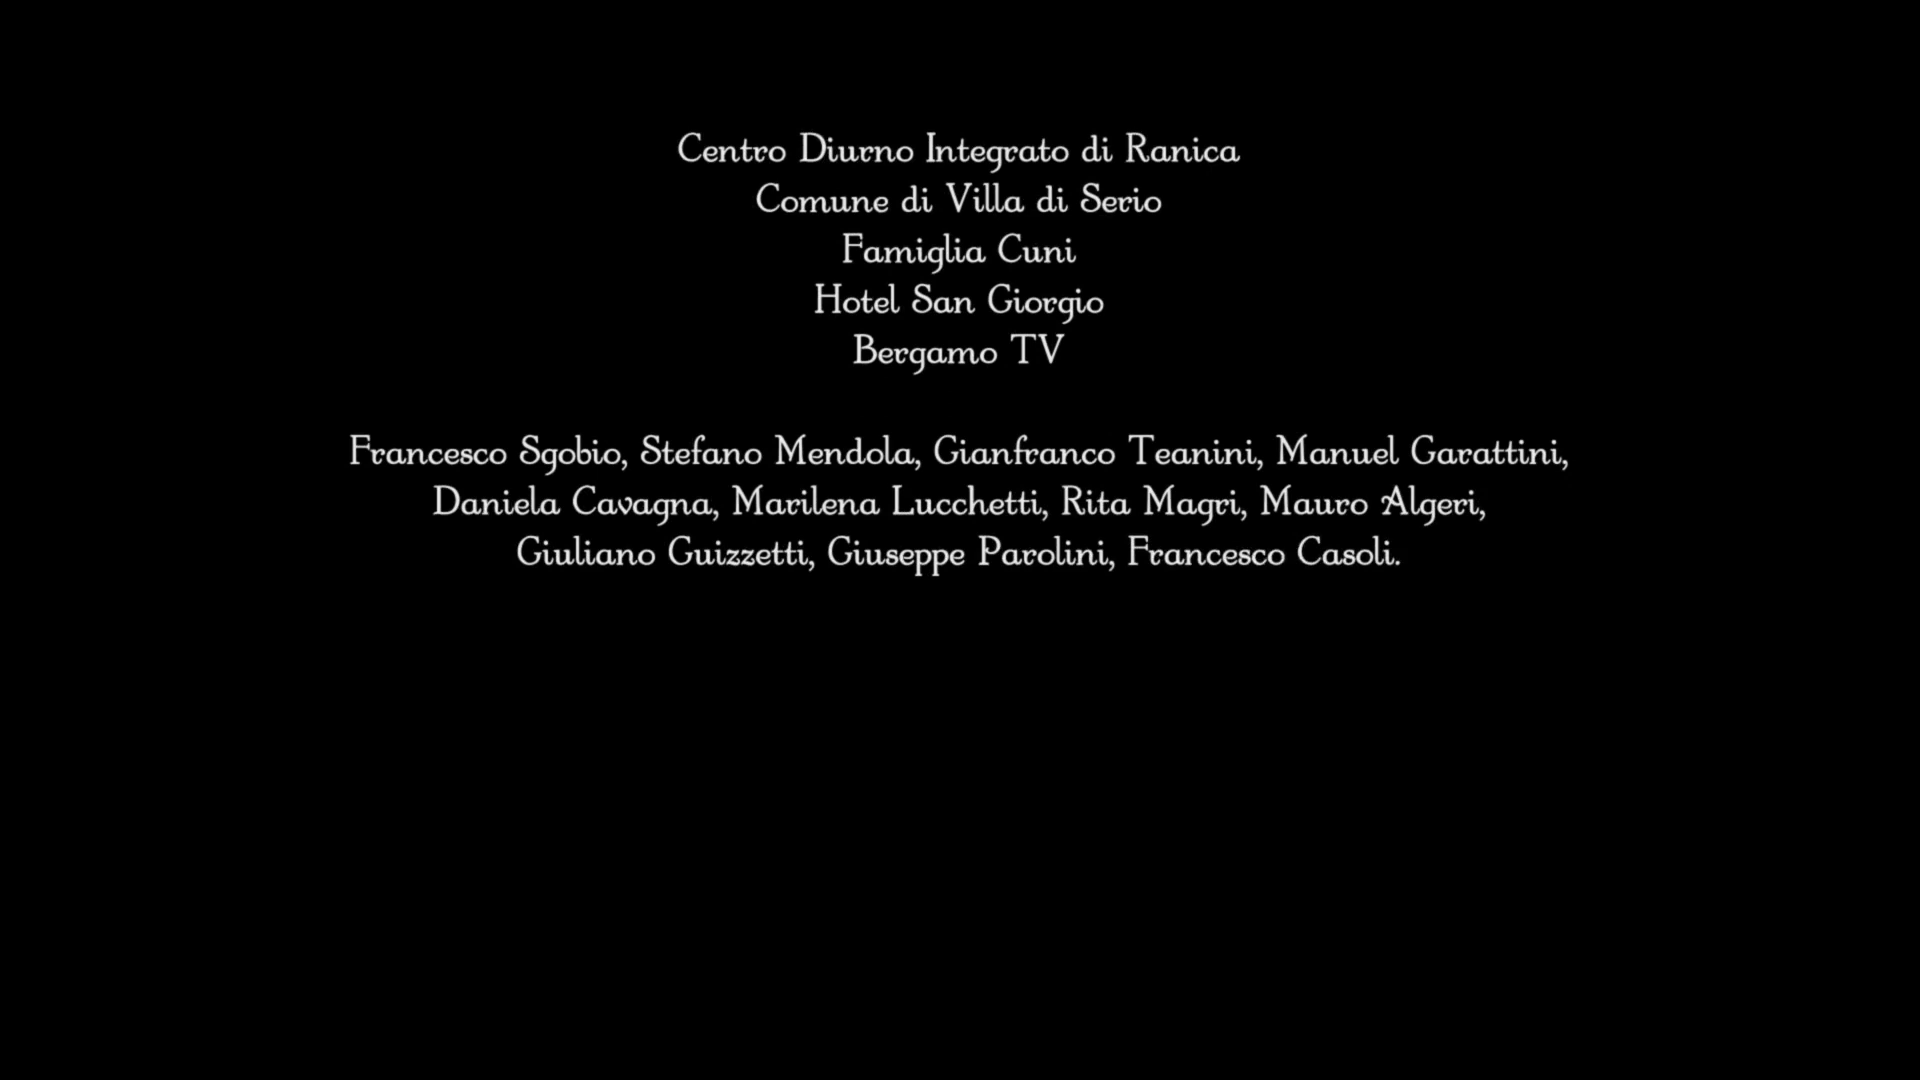 Centro Diurno Integrato di Ranica
Comune di Villa di Serio
Famiglia Cuni
Hotel San Giorgio
Bergamo TV
Francesco Sgobio, Stefano Mendola, Gianfranco Teanini, Manuel Garattini,
Daniela Cavagna, Marilena Lucchetti, Rita Magri, Mauro Algeri,
Giuliano Guizzetti, Giuseppe Parolini, Francesco Casoli.